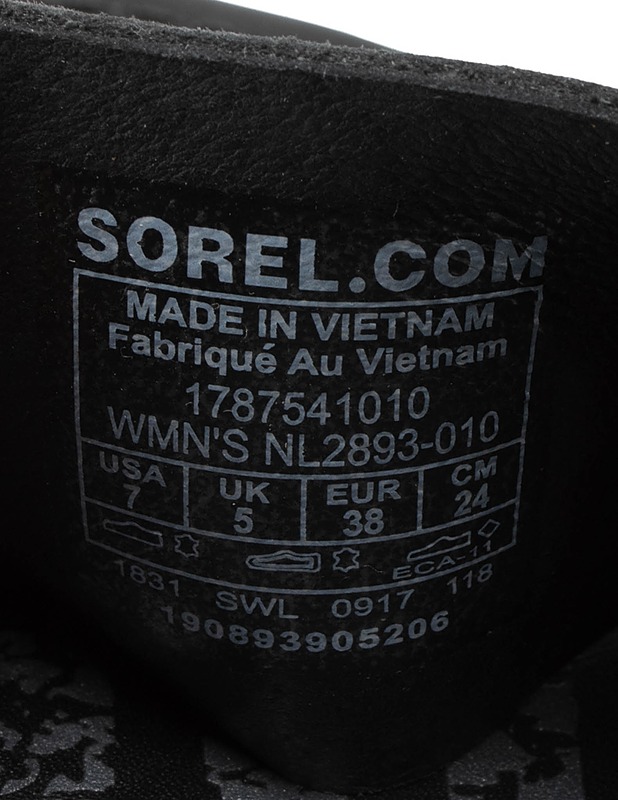 SOREL.COM
MADE IN VIETNAM
Fabriqué Au Vietnam
1787541010
WMN'S NL2893-010
USA UK EUR CM
7 5 38 24
ECA-11
1831 SWL 0917 118
190893905206